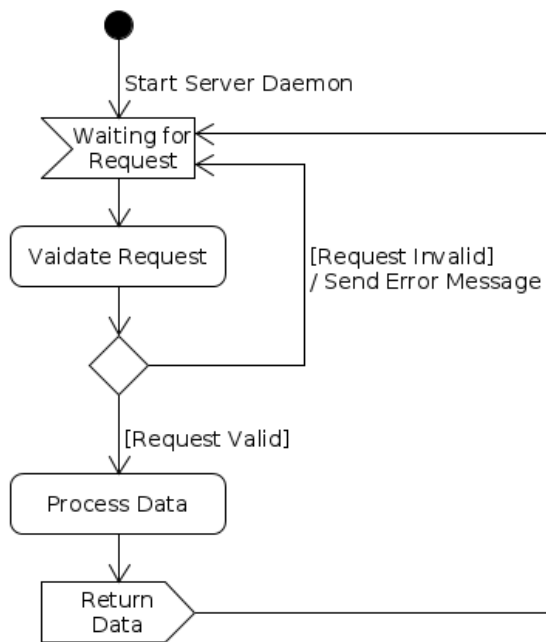 Start Server Daemon
Waiting for
Request
Vaidate Request
[Request Invalid]
/ Send Error Message
[Request Valid]
Process Data
Return
Data